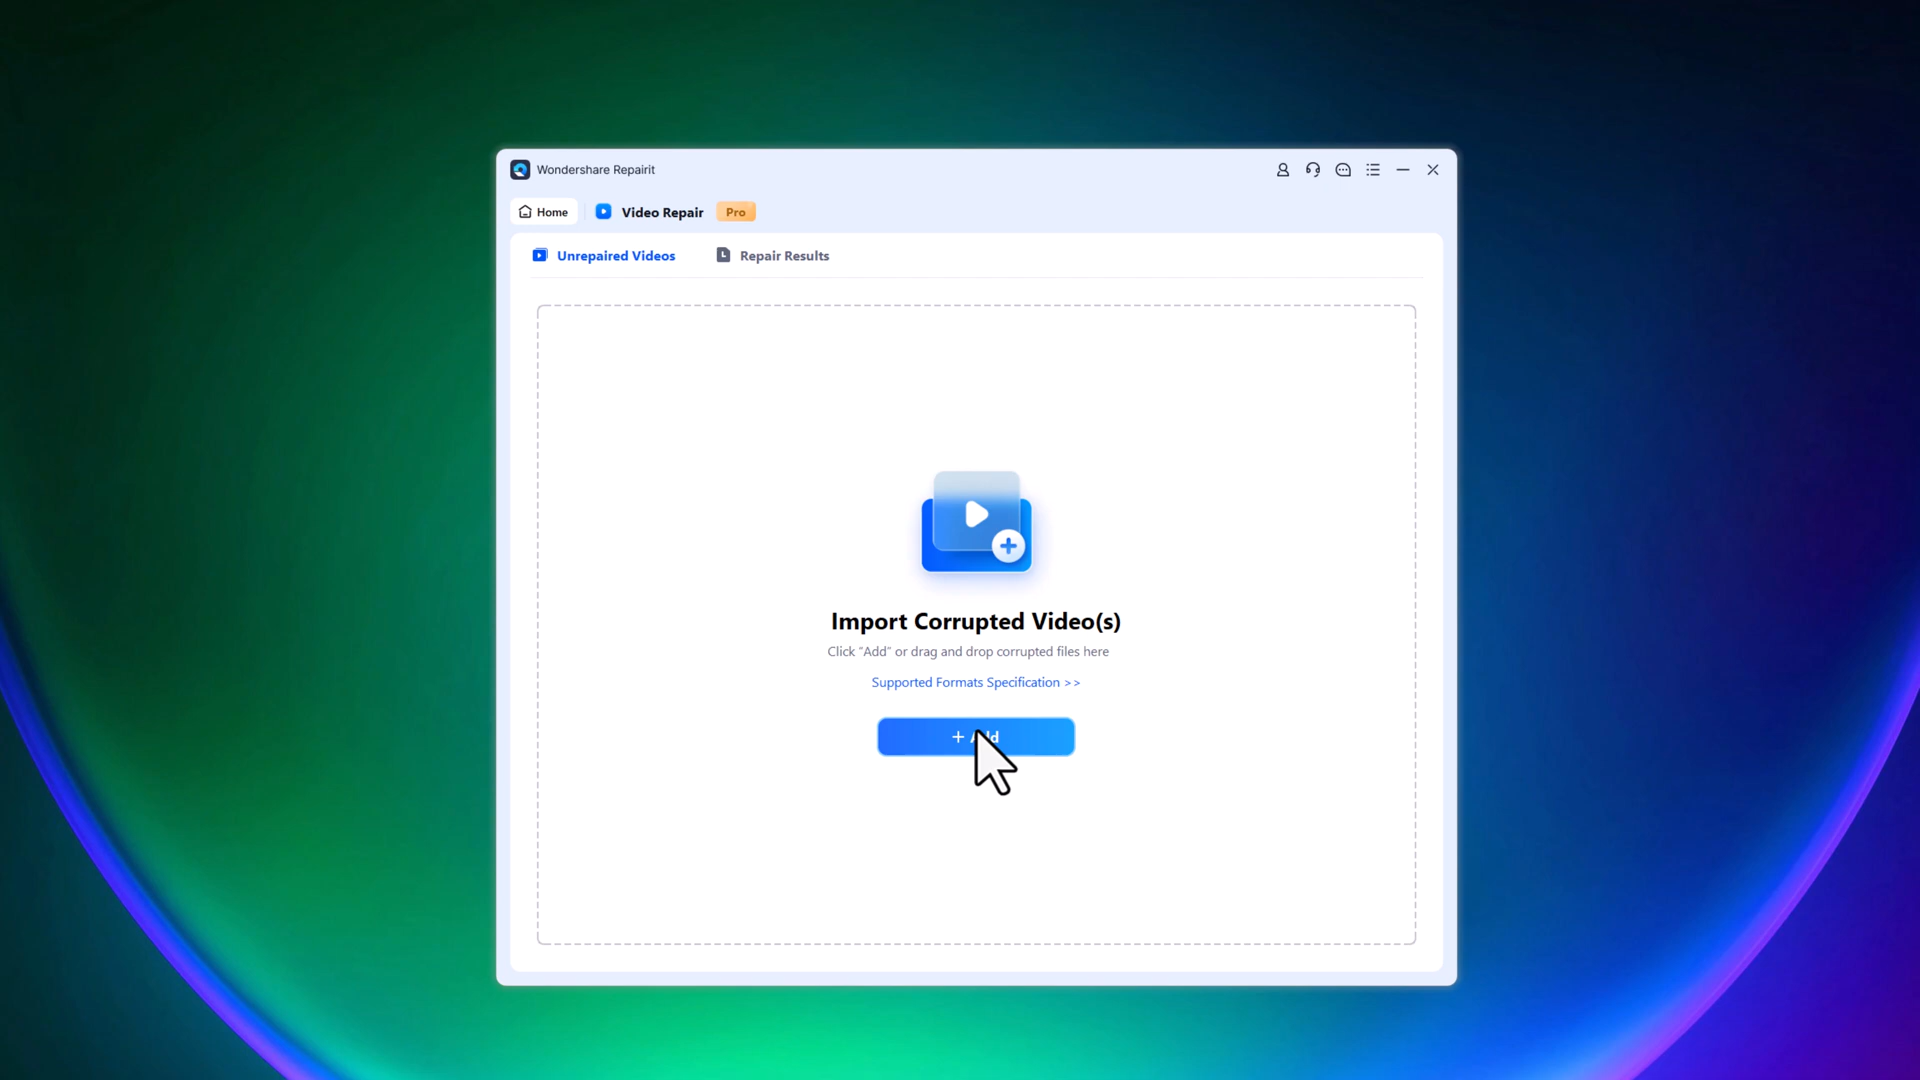 Wondershare Repairit
Home
Video Repair
Pro
Unrepaired Videos
Repair Results
Import Corrupted Video(s)
Click “Add” or drag and drop corrupted files here
Supported Formats Specification >>
+